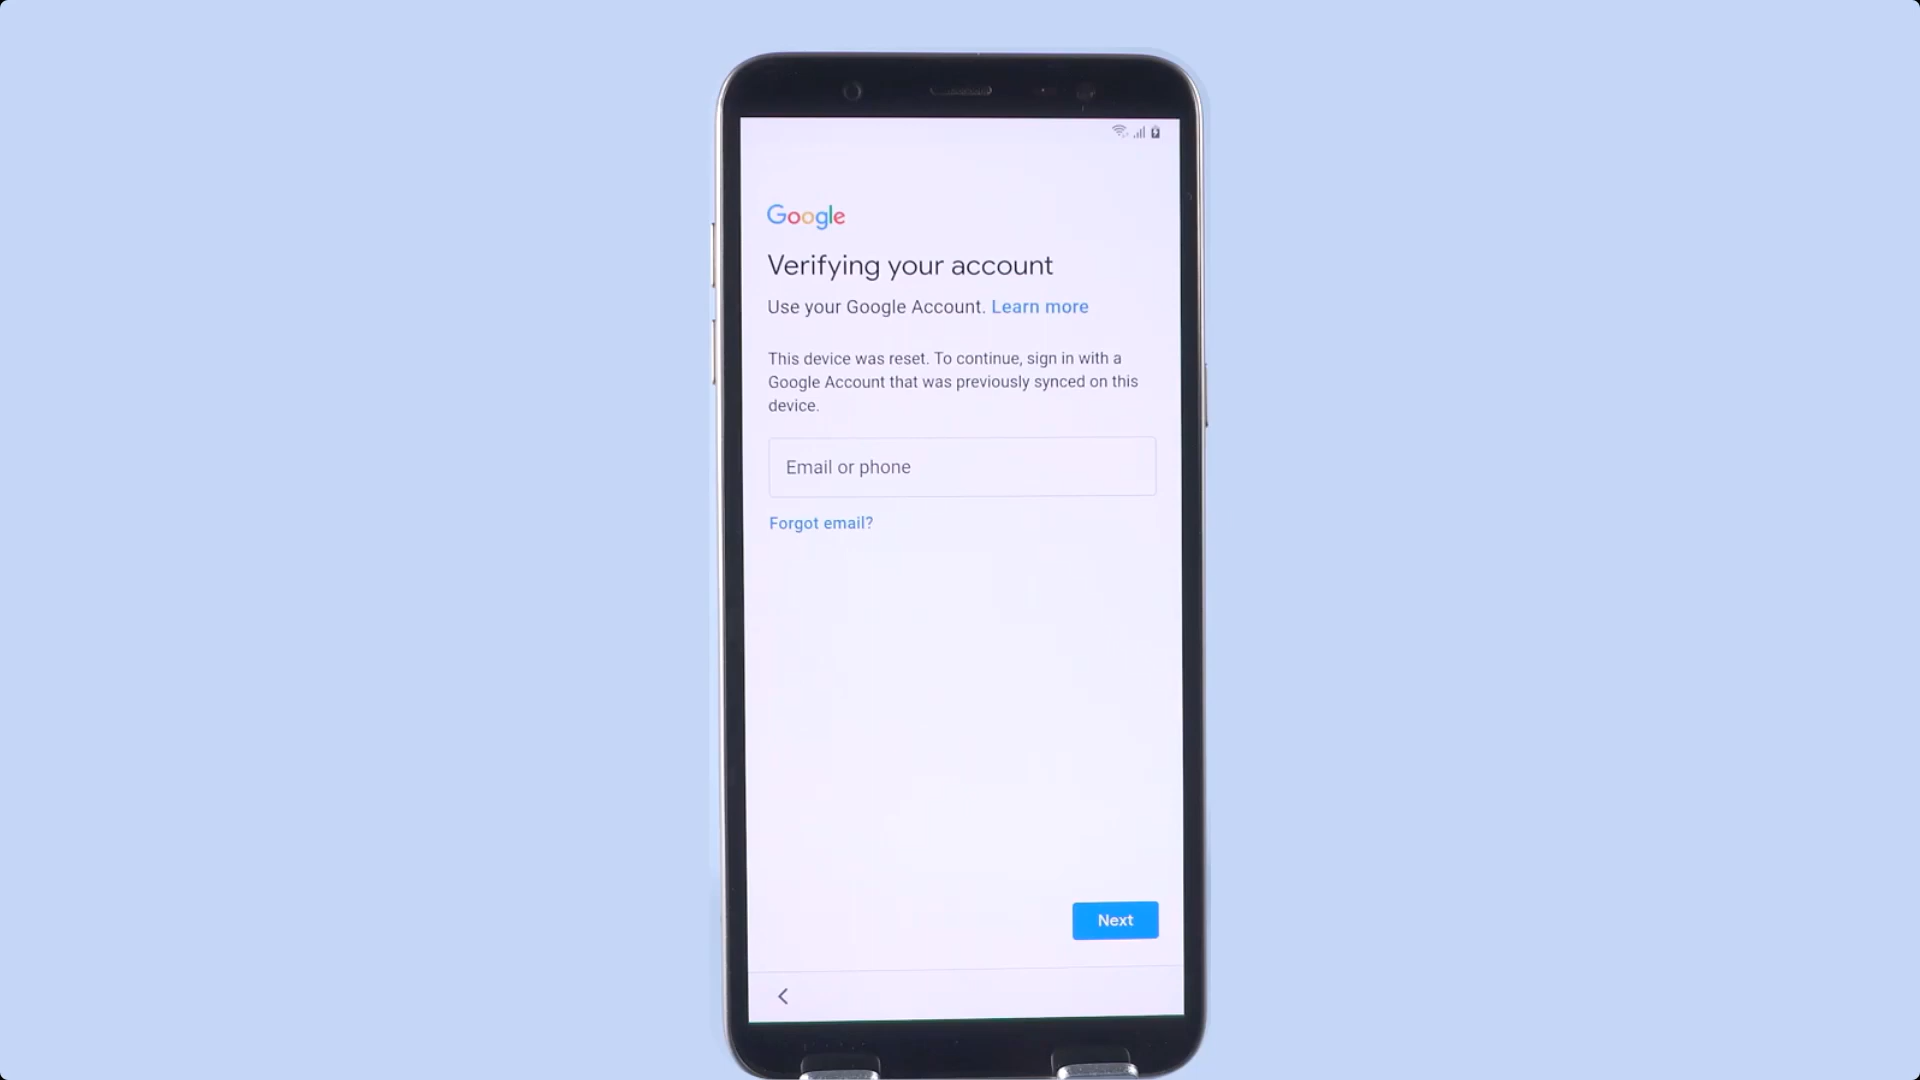 Google
Verifying your account
Use your Google Account. Learn more
This device was reset. To continue, sign in with a
Google Account that was previously synced on this
device.
Email or phone
Forgot email?
Next